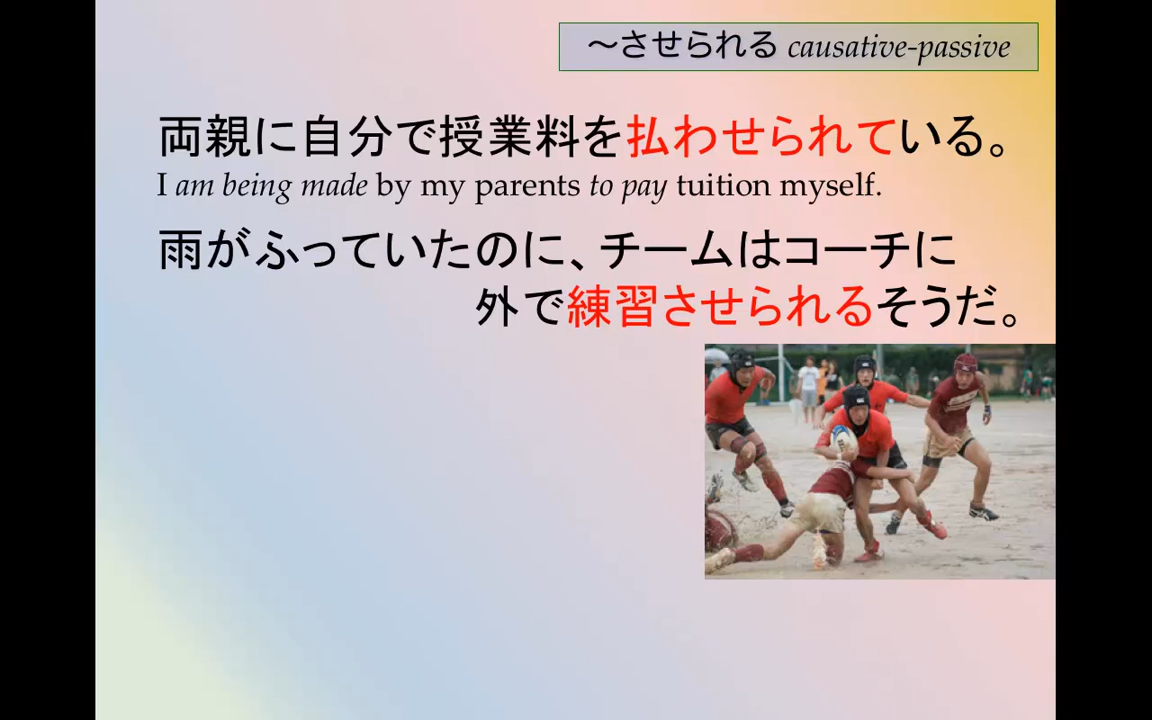 ～させられる causative-passive
両親に自分で授業料を払わせられている。
I am being made by my parents to pay tuition myself.
雨がふっていたのに、チームはコーチに
外で練習させられるそうだ。